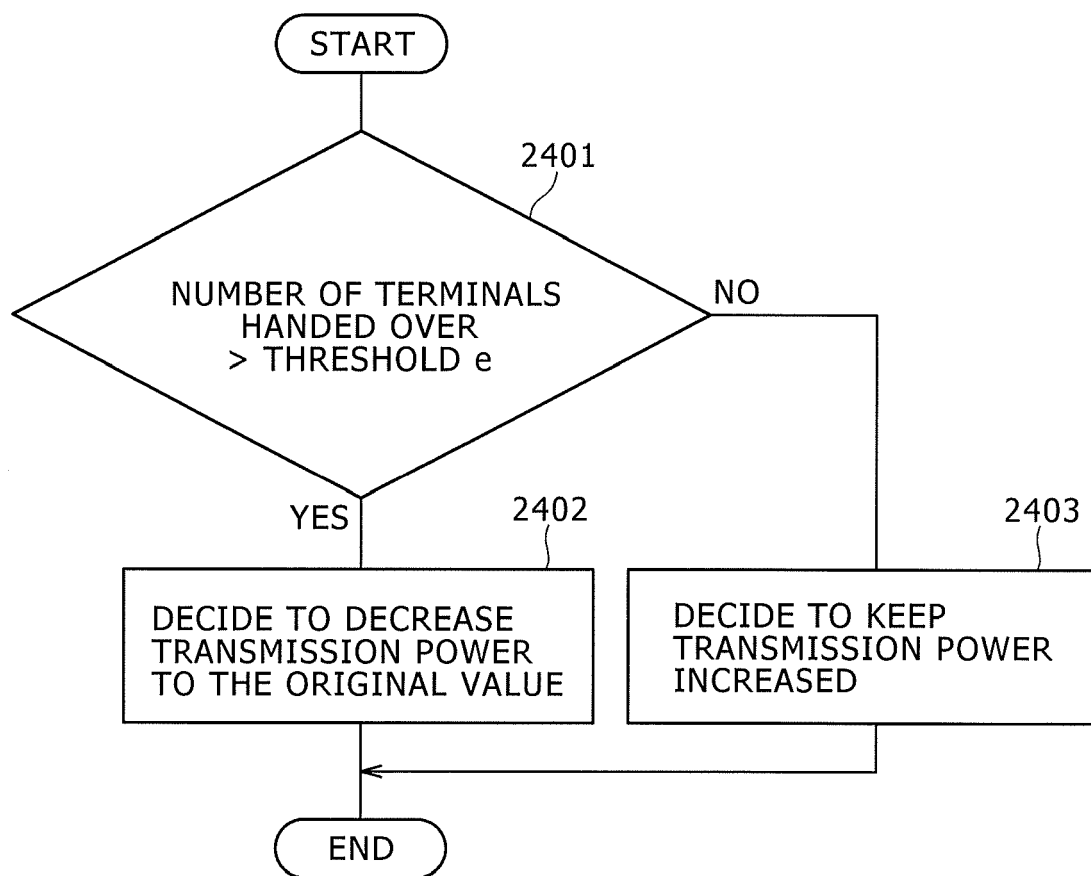 START
2401
NUMBER OF TERMINALS
HANDED OVER
> THRESHOLD e
NO
YES
2402
2403
DECIDE TO DECREASE
TRANSMISSION POWER
TO THE ORIGINAL VALUE
DECIDE TO KEEP
TRANSMISSION POWER
INCREASED
END